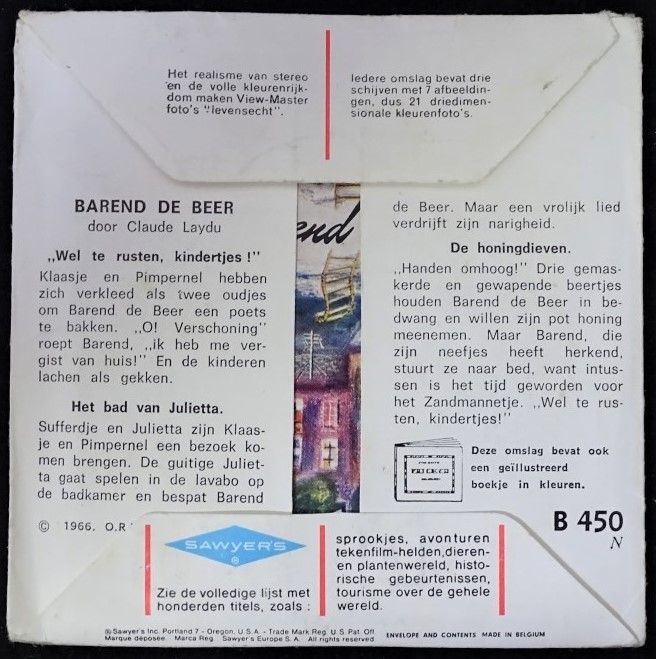 Het realisme van stereo
en de volle kleurenrijk-
dom maken View-Master
foto's "levensecht".
Iedere omslag bevat drie
schijven met 7 afbeeldin-
gen, dus 21 driedimen-
sionale kleurenfoto's.
BAREND DE BEER
door Claude Laydu
,,Wel te rusten, kindertjes !"
Klaasje en Pimpernel hebben
zich verkleed als twee oudjes
om Barend de Beer een poets
te bakken. ,,O! Verschoning"
roept Barend, ,,ik heb me ver-
gist van huis!" En de kinderen
lachen als gekken.
Het bad van Julietta.
Sufferdje en Julietta zijn Klaas-
je en Pimpernel een bezoek ko-
men brengen. De guitige Juliet-
ta gaat spelen in de lavabo op
de badkamer en bespat Barend
end
de Beer. Maar een vrolijk lied
verdrijft zijn narigheid.
De honingdieven.
,,Handen omhoog!" Drie gemas-
kerde en gewapende beertjes
houden Barend de Beer in be-
dwang en willen zijn pot honing
meenemen. Maar Barend, die
zijn neefjes heeft herkend,
stuurt ze naar bed, want intus-
sen is het tijd geworden voor
het Zandmannetje. ,,Wel te rus-
ten, kindertjes!"
Deze omslag bevat ook
een geïllustreerd
boekje in kleuren.
© 1966, O.R
B 450
N
SAWYER'S
®
Zie de volledige lijst met
honderden titels, zoals :
sprookjes, avonturen
tekenfilm-helden,dieren-
en plantenwereld, histo-
rische gebeurtenissen,
tourisme over de gehele
wereld.
© Sawyer's Inc. Portland 7 - Oregon, U.S.A. - Trade Mark Reg. U.S. Pat. Off.
Marque déposée Marca Reg. Sawyer's Europe S.A. All rights reserved
ENVELOPE AND CONTENTS MADE IN BELGIUM